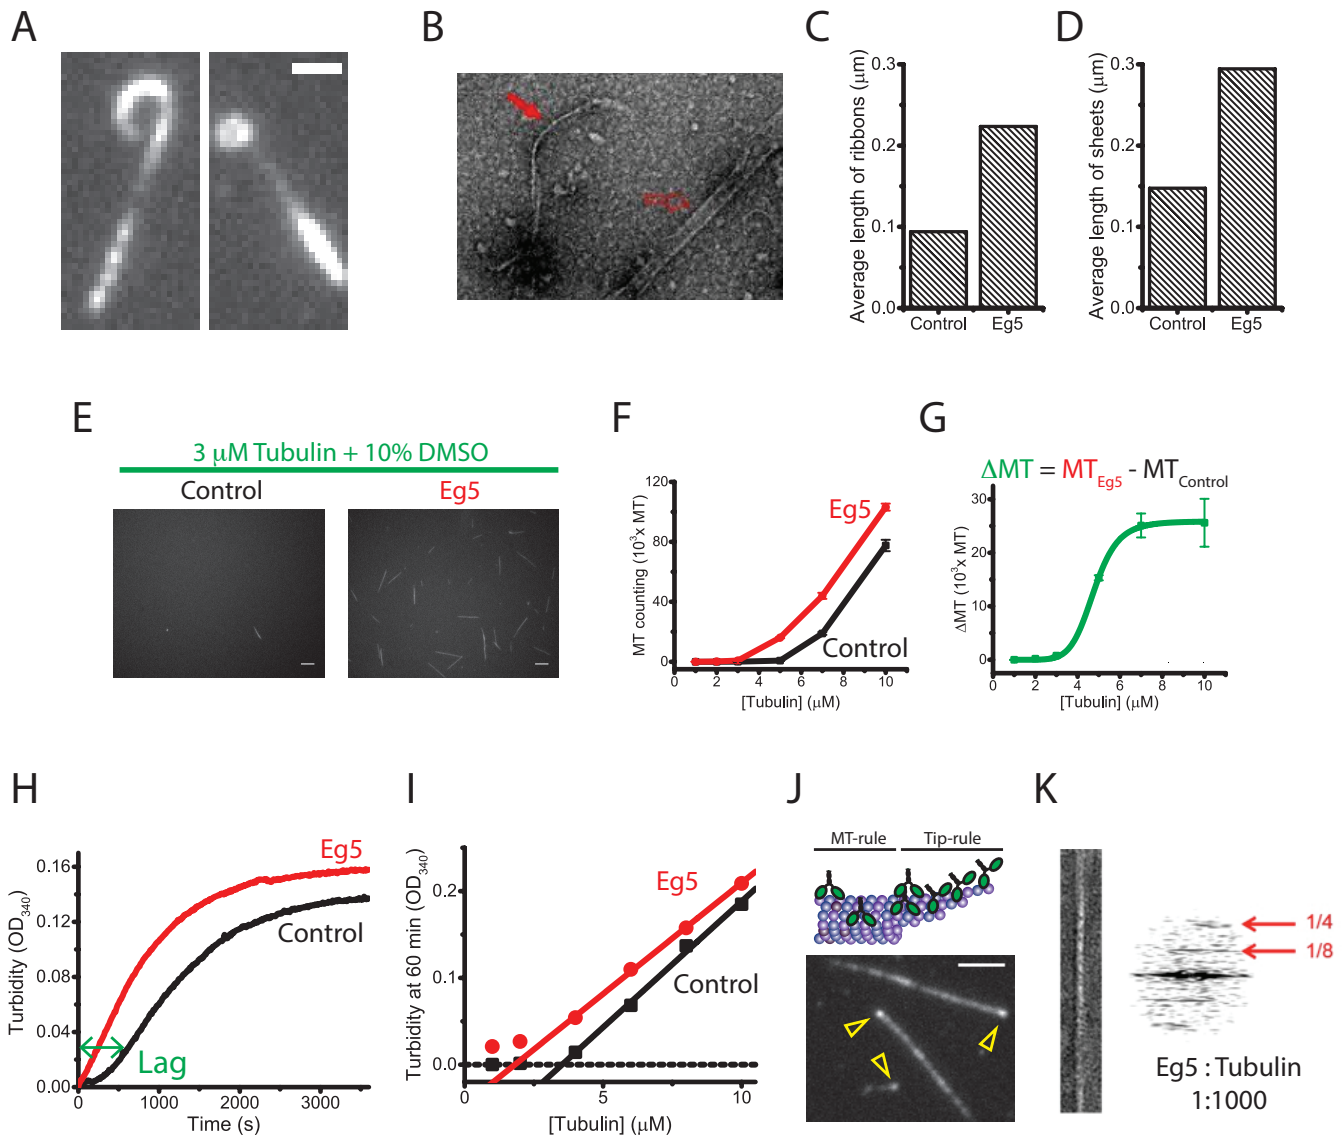 A
B
C
D
Average length of ribbons (μm)
0.3
0.2
0.1
0.0
Control
Eg5
Average length of sheets (μm)
0.3
0.2
0.1
0.0
Control
Eg5
E
3 μM Tubulin + 10% DMSO
Control
Eg5
F
MT counting (10³x MT)
120
80
40
0
Eg5
Control
0
2
4
6
8
10
[Tubulin] (μM)
G
ΔMT = MT_Eg5 - MT_Control
ΔMT (10³x MT)
30
20
10
0
0
2
4
6
8
10
[Tubulin] (μM)
H
Turbidity (OD₃₄₀)
0.16
0.12
0.08
0.04
0.00
Eg5
Control
Lag
0
1000
2000
3000
Time (s)
I
Turbidity at 60 min (OD₃₄₀)
0.2
0.1
0.0
Eg5
Control
0
5
10
[Tubulin] (μM)
J
MT-rule
Tip-rule
K
1/4
1/8
Eg5 : Tubulin
1:1000